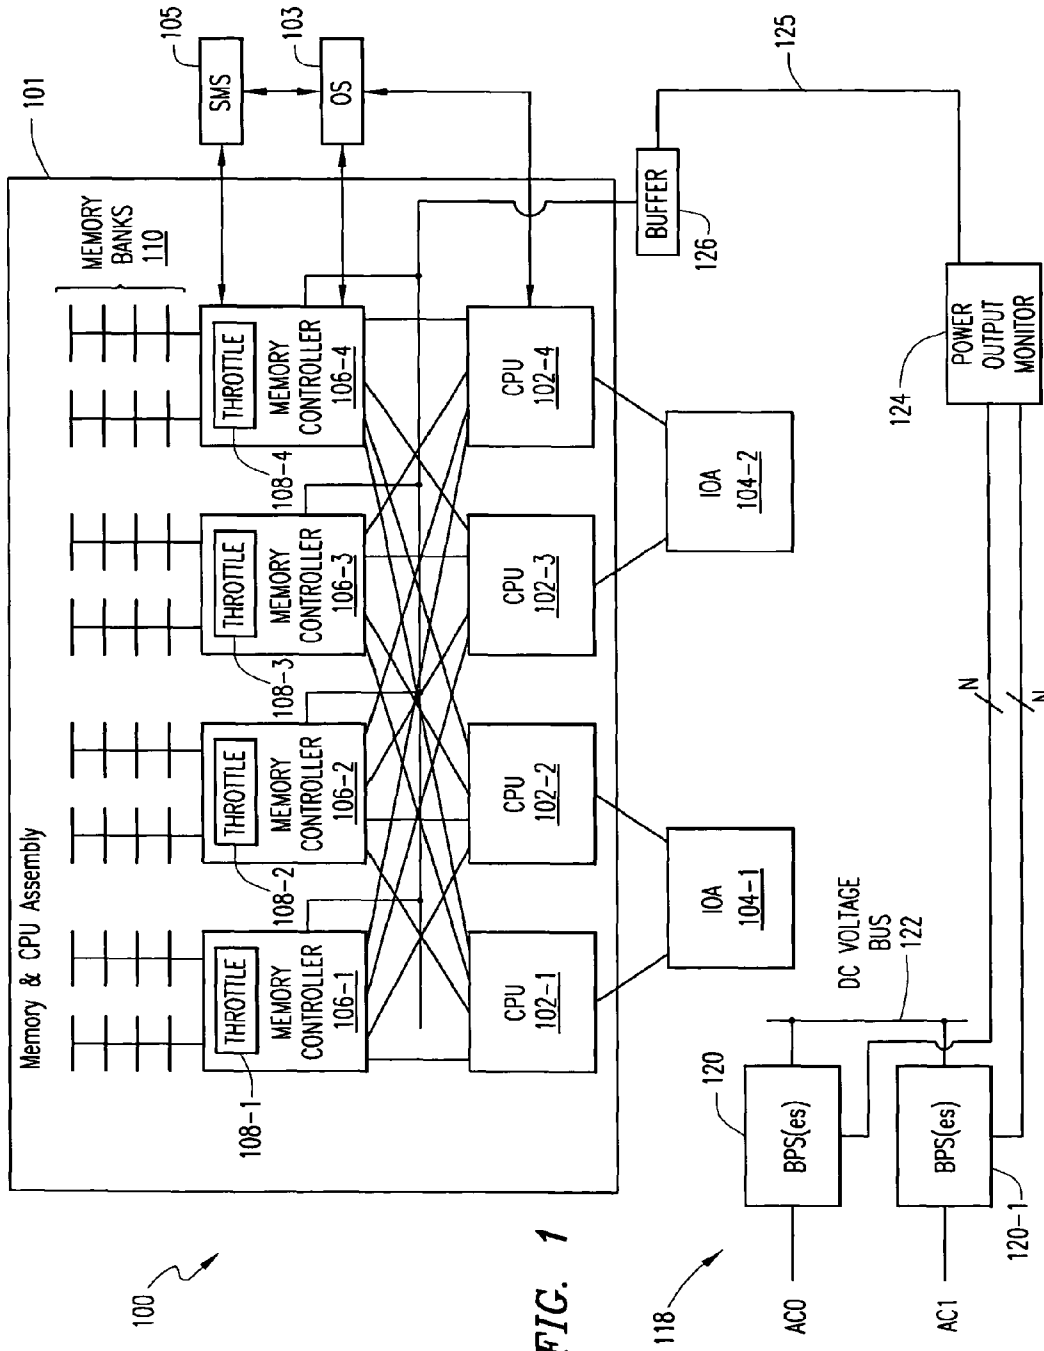 100
Memory & CPU Assembly
101
MEMORY
BANKS
110
THROTTLE
MEMORY
CONTROLLER
106-1
108-1
THROTTLE
MEMORY
CONTROLLER
106-2
108-2
THROTTLE
MEMORY
CONTROLLER
106-3
108-3
THROTTLE
MEMORY
CONTROLLER
106-4
108-4
SMS
105
OS
103
CPU
102-1
CPU
102-2
CPU
102-3
CPU
102-4
IOA
104-1
IOA
104-2
BUFFER
126
125
FIG. 1
118
AC0
BPS(es)
120
AC1
BPS(es)
120-1
DC VOLTAGE
BUS
122
N
N
POWER
OUTPUT
MONITOR
124